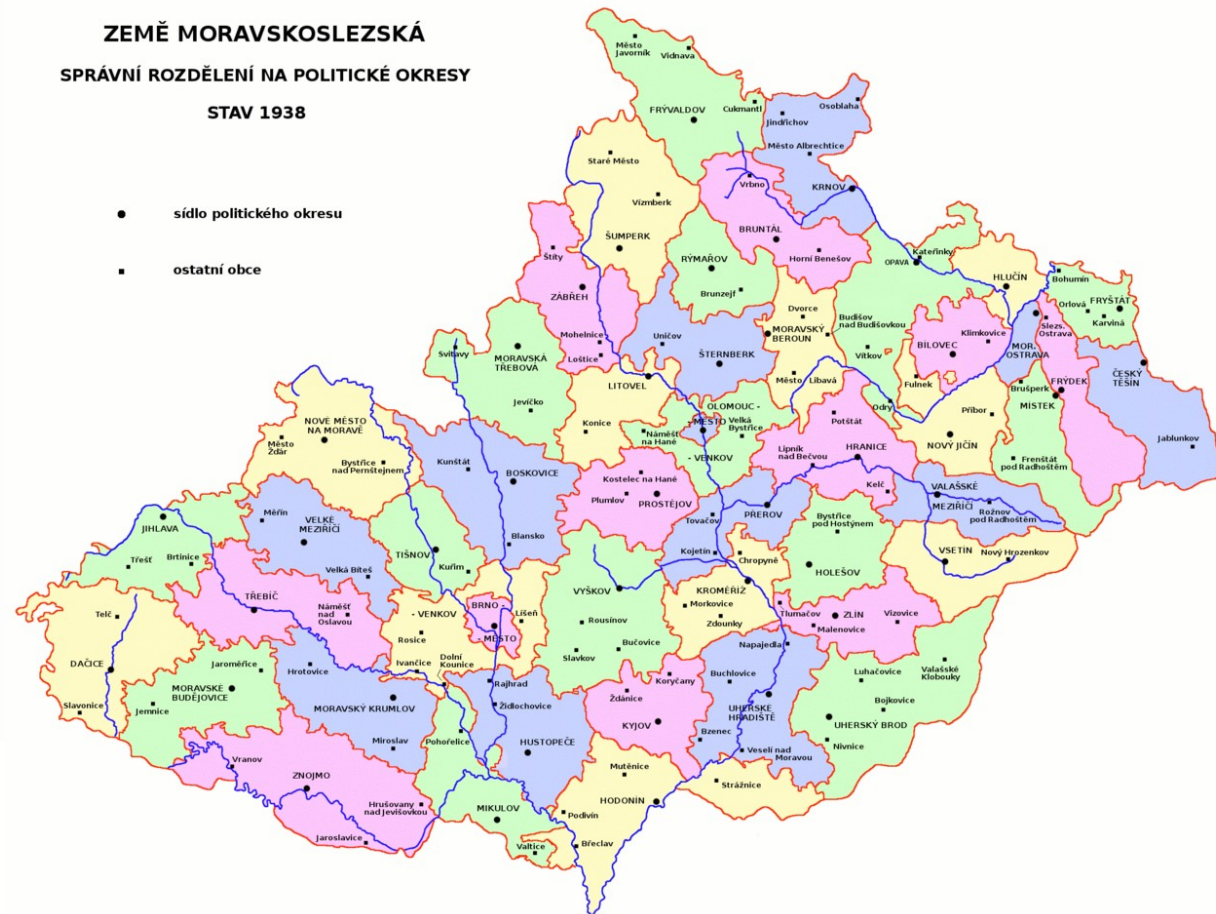 ZEMĚ MORAVSKOSLEZSKÁ
SPRÁVNÍ ROZDĚLENÍ NA POLITICKÉ OKRESY
STAV 1938
sídlo politického okresu
ostatní obce
Město
Javorník
Vidnava
Cukmantl
FRÝVALDOV
Osoblaha
Jindřichov
Město Albrechtice
KRNOV
Staré Město
Vízmberk
ŠUMPERK
Vrbno
BRUNTÁL
Horní Benešov
RÝMAŘOV
Brunzejf
Kateřinky
OPAVA
HLUČÍN
Bohumín
Orlová
FRYŠTÁT
Karviná
Štíty
ZÁBŘEH
Mohelnice
Loštice
Dvorce
MORAVSKÝ
BEROUN
Město Libavá
Budišov
nad Budišovkou
Vítkov
Klimkovice
BÍLOVEC
Slezs.
Ostrava
MOR.
OSTRAVA
Uničov
ŠTERNBERK
Svitavy
MORAVSKÁ
TŘEBOVÁ
Jevíčko
LITOVEL
Konice
Fulnek
Odry
Brušperk
FRÝDEK
MÍSTEK
ČESKÝ
TĚŠÍN
Jablunkov
Příbor
NOVÝ JIČÍN
Frenštát
pod Radhoštěm
- OLOMOUC -
- MĚSTO
Velká
Bystřice
Náměšť
na Hané
- VENKOV
Potštát
HRANICE
Lipník
nad Bečvou
Kelč
NOVÉ MĚSTO
NA MORAVĚ
Město
Žďár
Bystřice
nad Pernštejnem
Kunštát
BOSKOVICE
Blansko
Kostelec na Hané
Plumlov
PROSTĚJOV
Tovačov
PŘEROV
Kojetín
VALAŠSKÉ
MEZIŘÍČÍ
Rožnov
pod Radhoštěm
Bystřice
pod Hostýnem
HOLEŠOV
VSETÍN
Nový Hrozenkov
JIHLAVA
Třešť
Brtnice
Měřín
VELKÉ
MEZIŘÍČÍ
Velká Bíteš
TIŠNOV
Kuřim
Chropyně
KROMĚŘÍŽ
Morkovice
Zdounky
VYŠKOV
Rousínov
Bučovice
Slavkov
Tlumačov
ZLÍN
Malenovice
Vizovice
Telč
DAČICE
Slavonice
TŘEBÍČ
Náměšť
nad
Oslavou
- VENKOV
Rosice
BRNO -
- MĚSTO
Líšeň
Ivančice
Dolní
Kounice
Jaroměřice
MORAVSKÉ
BUDĚJOVICE
Jemnice
Hrotovice
MORAVSKÝ KRUMLOV
Miroslav
Rajhrad
Židlochovice
HUSTOPEČE
Pohořelice
Koryčany
Ždánice
KYJOV
Napajedla
Buchlovice
UHERSKÉ
HRADIŠTĚ
Bzenec
Veselí nad
Moravou
Luhačovice
Valašské
Klobouky
Bojkovice
UHERSKÝ BROD
Nivnice
Vranov
ZNOJMO
Hrušovany
nad Jevišovkou
Jaroslavice
MIKULOV
Valtice
Mutěnice
HODONÍN
Podivín
Břeclav
Strážnice